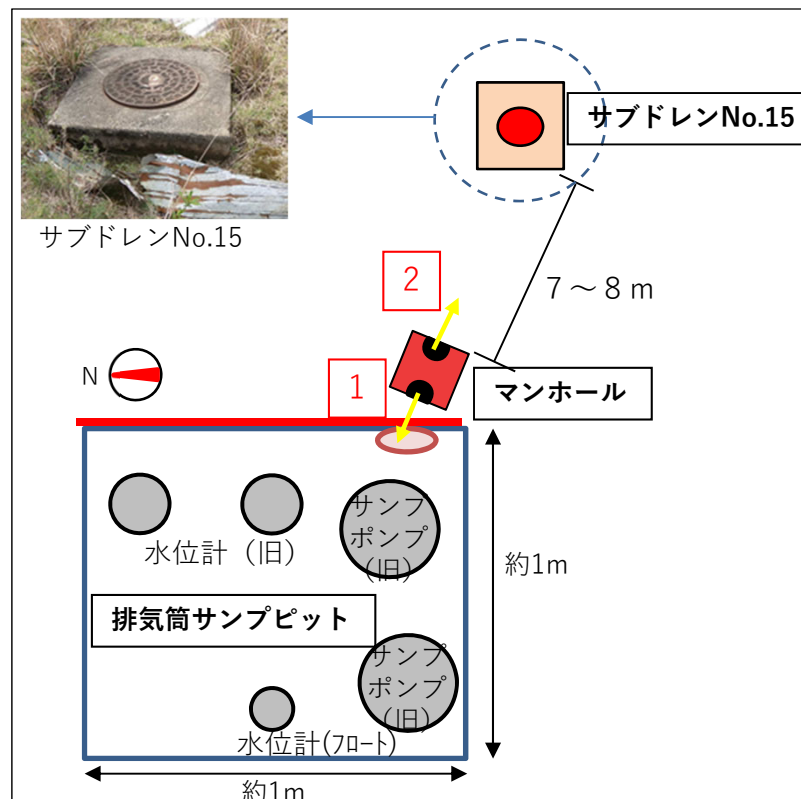 サブドレンNo.15
サブドレンNo.15
2
7～8 m
N
1
マンホール
サンプ
ポンプ
(旧)
水位計（旧）
約1m
排気筒サンプピット
サンプ
ポンプ
(旧)
水位計(ﾌﾛｰﾄ)
約1m